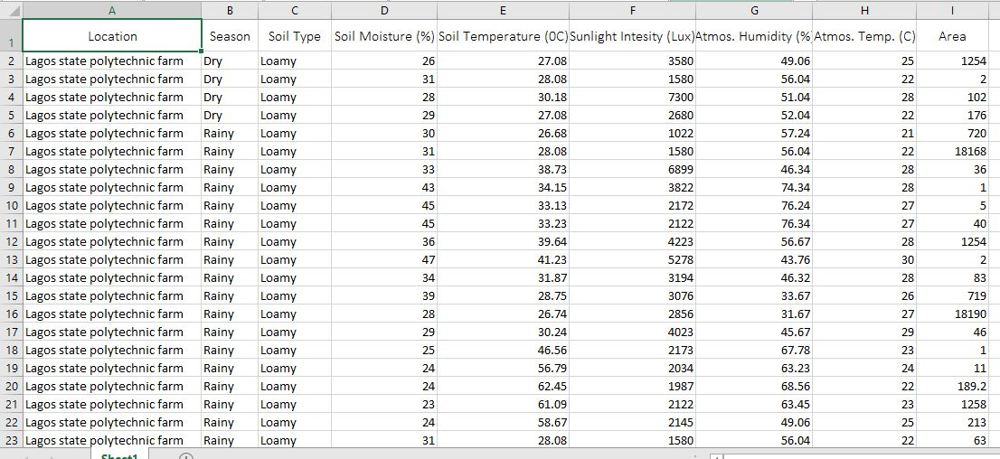 A B C D E F G H I
1 Location Season Soil Type Soil Moisture (%) Soil Temperature (0C) Sunlight Intesity (Lux) Atmos. Humidity (% Atmos. Temp. (C) Area
2 Lagos state polytechnic farm Dry Loamy 26 27.08 3580 49.06 25 1254
3 Lagos state polytechnic farm Dry Loamy 31 28.08 1580 56.04 22 2
4 Lagos state polytechnic farm Dry Loamy 28 30.18 7300 51.04 28 102
5 Lagos state polytechnic farm Dry Loamy 29 27.08 2680 52.04 22 176
6 Lagos state polytechnic farm Rainy Loamy 30 26.68 1022 57.24 21 720
7 Lagos state polytechnic farm Rainy Loamy 31 28.08 1580 56.04 22 18168
8 Lagos state polytechnic farm Rainy Loamy 33 38.73 6899 46.34 28 36
9 Lagos state polytechnic farm Rainy Loamy 43 34.15 3822 74.34 28 1
10 Lagos state polytechnic farm Rainy Loamy 45 33.13 2172 76.24 27 5
11 Lagos state polytechnic farm Rainy Loamy 45 33.23 2122 76.34 27 40
12 Lagos state polytechnic farm Rainy Loamy 36 39.64 4223 56.67 28 1254
13 Lagos state polytechnic farm Rainy Loamy 47 41.23 5278 43.76 30 2
14 Lagos state polytechnic farm Rainy Loamy 34 31.87 3194 46.32 28 83
15 Lagos state polytechnic farm Rainy Loamy 39 28.75 3076 33.67 26 719
16 Lagos state polytechnic farm Rainy Loamy 28 26.74 2856 31.67 27 18190
17 Lagos state polytechnic farm Rainy Loamy 29 30.24 4023 45.67 29 46
18 Lagos state polytechnic farm Rainy Loamy 25 46.56 2173 67.78 23 1
19 Lagos state polytechnic farm Rainy Loamy 24 56.79 2034 63.23 24 11
20 Lagos state polytechnic farm Rainy Loamy 24 62.45 1987 68.56 22 189.2
21 Lagos state polytechnic farm Rainy Loamy 23 61.09 2122 63.45 23 1258
22 Lagos state polytechnic farm Rainy Loamy 24 58.67 2145 49.06 25 213
23 Lagos state polytechnic farm Rainy Loamy 31 28.08 1580 56.04 22 63
Sheet1